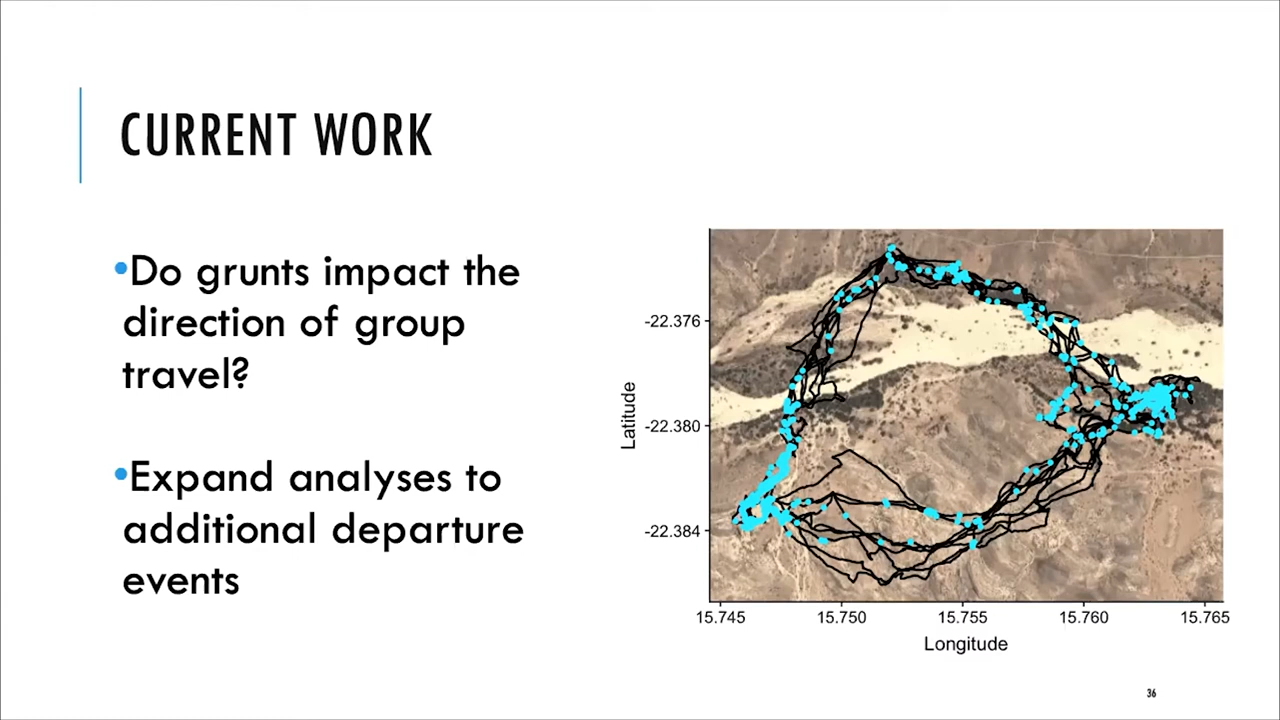 CURRENT WORK
•Do grunts impact the
direction of group
travel?
•Expand analyses to
additional departure
events
Latitude
-22.376
-22.380
-22.384
15.745 15.750 15.755 15.760 15.765
Longitude
36